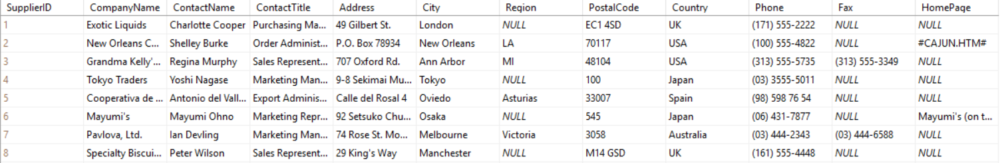 SupplierID CompanyName ContactName ContactTitle Address City Region PostalCode Country Phone Fax HomePage
1 Exotic Liquids Charlotte Cooper Purchasing Ma... 49 Gilbert St. London NULL EC1 4SD UK (171) 555-2222 NULL NULL
2 New Orleans C... Shelley Burke Order Administ... P.O. Box 78934 New Orleans LA 70117 USA (100) 555-4822 NULL #CAJUN.HTM#
3 Grandma Kelly'... Regina Murphy Sales Represent... 707 Oxford Rd. Ann Arbor MI 48104 USA (313) 555-5735 (313) 555-3349 NULL
4 Tokyo Traders Yoshi Nagase Marketing Man... 9-8 Sekimai Mu... Tokyo NULL 100 Japan (03) 3555-5011 NULL NULL
5 Cooperativa de ... Antonio del Vall... Export Adminis... Calle del Rosal 4 Oviedo Asturias 33007 Spain (98) 598 76 54 NULL NULL
6 Mayumi's Mayumi Ohno Marketing Repr... 92 Setsuko Chu... Osaka NULL 545 Japan (06) 431-7877 NULL Mayumi's (on t...
7 Pavlova, Ltd. Ian Devling Marketing Man... 74 Rose St. Mo... Melbourne Victoria 3058 Australia (03) 444-2343 (03) 444-6588 NULL
8 Specialty Biscui... Peter Wilson Sales Represent... 29 King's Way Manchester NULL M14 GSD UK (161) 555-4448 NULL NULL